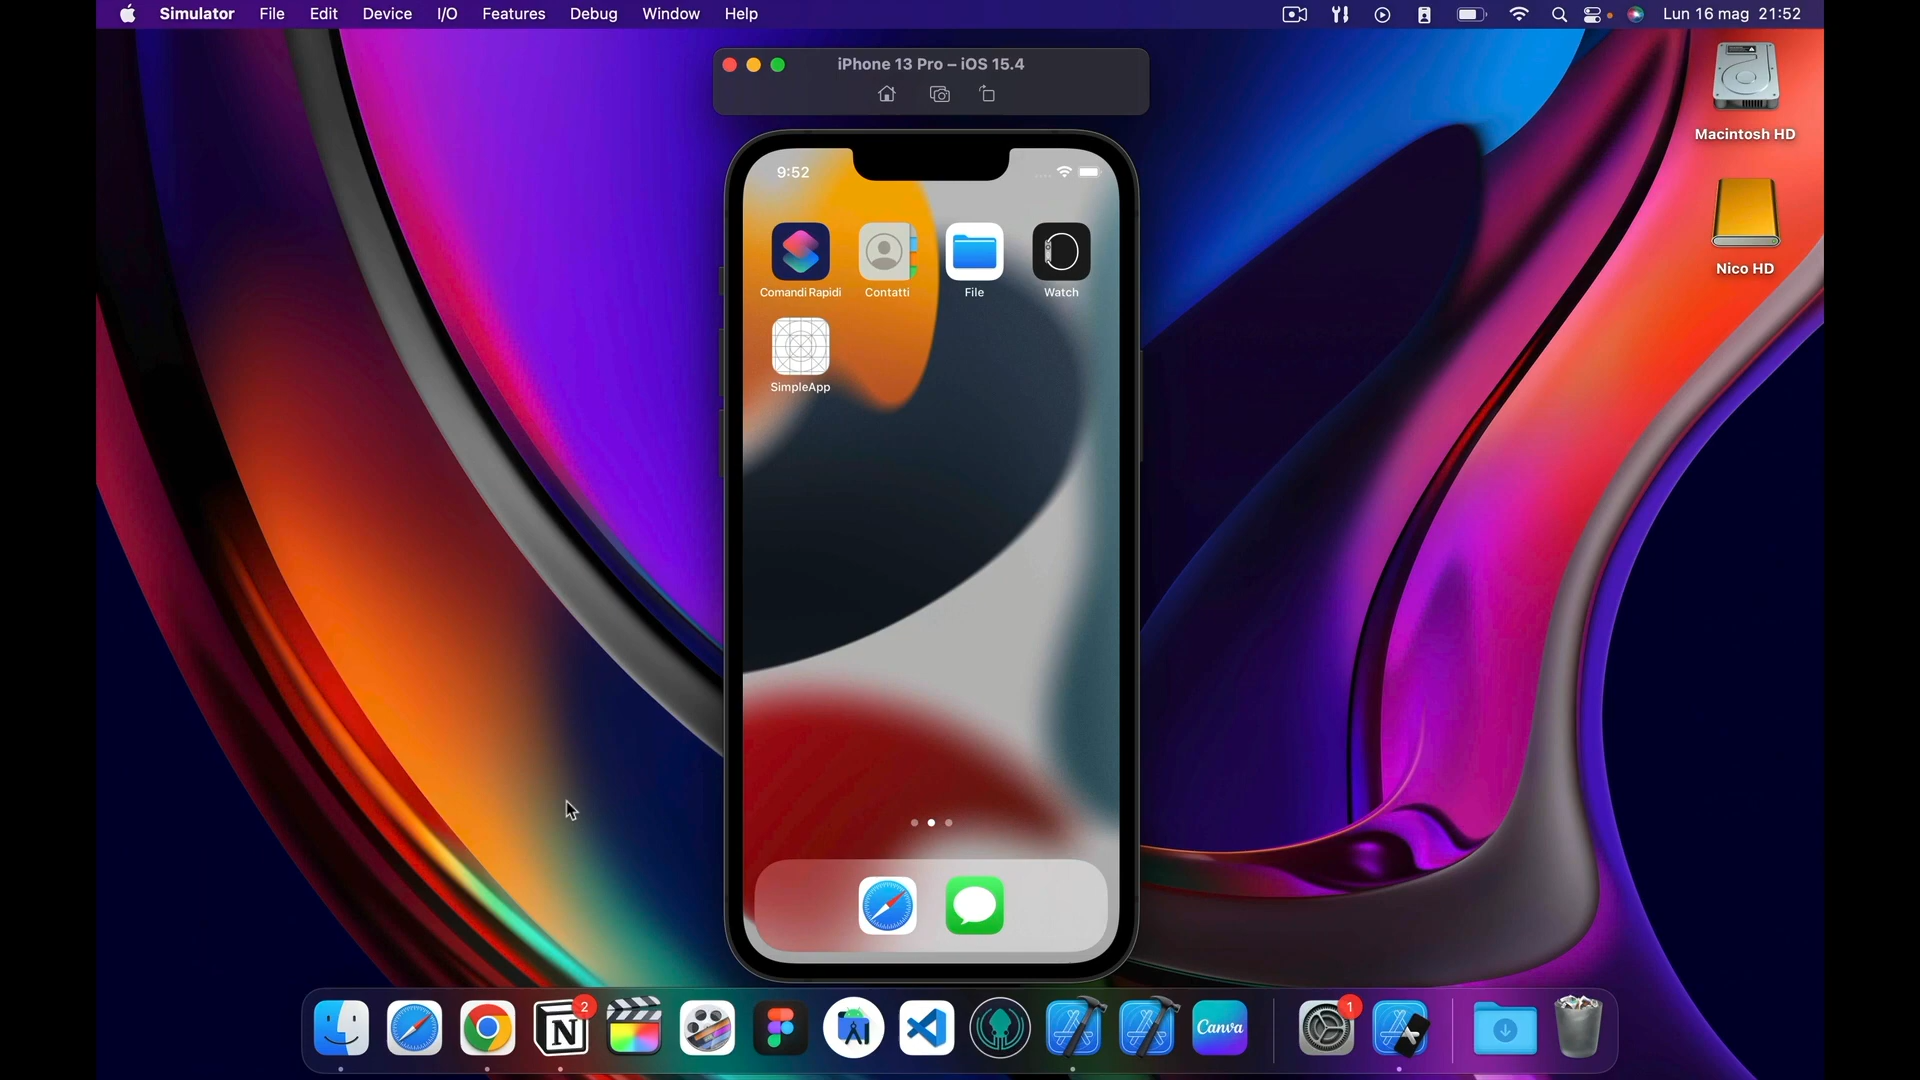 Simulator File Edit Device I/O Features Debug Window Help Lun 16 mag 21:52
iPhone 13 Pro – iOS 15.4
Macintosh HD
Nico HD
9:52
Comandi Rapidi Contatti File Watch
SimpleApp
2
N
Canva
1